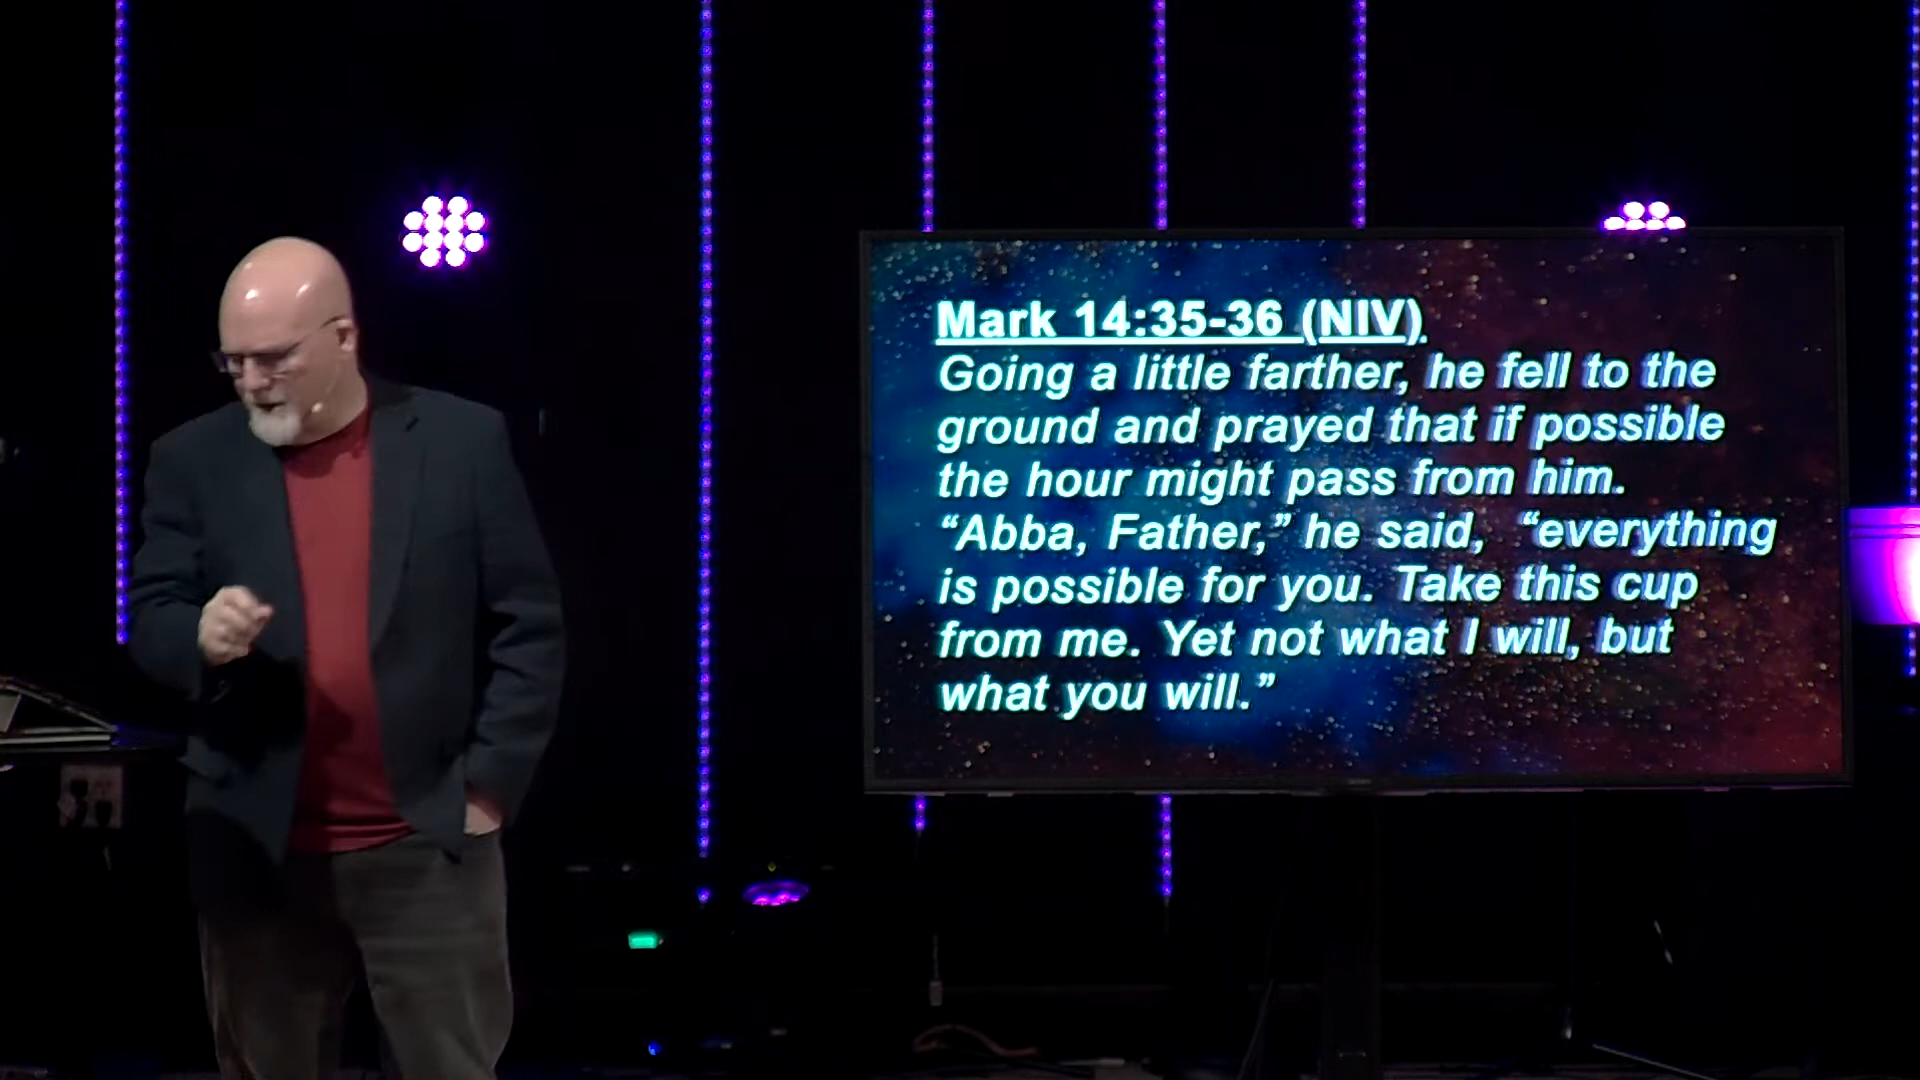 Mark 14:35-36 (NIV)
Going a little farther, he fell to the
ground and prayed that if possible
the hour might pass from him.
“Abba, Father,” he said, “everything
is possible for you. Take this cup
from me. Yet not what I will, but
what you will.”